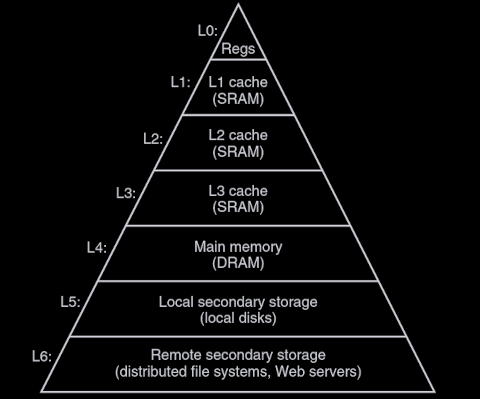 L0:
Regs
L1: L1 cache
(SRAM)
L2: L2 cache
(SRAM)
L3: L3 cache
(SRAM)
L4: Main memory
(DRAM)
L5: Local secondary storage
(local disks)
L6: Remote secondary storage
(distributed file systems, Web servers)